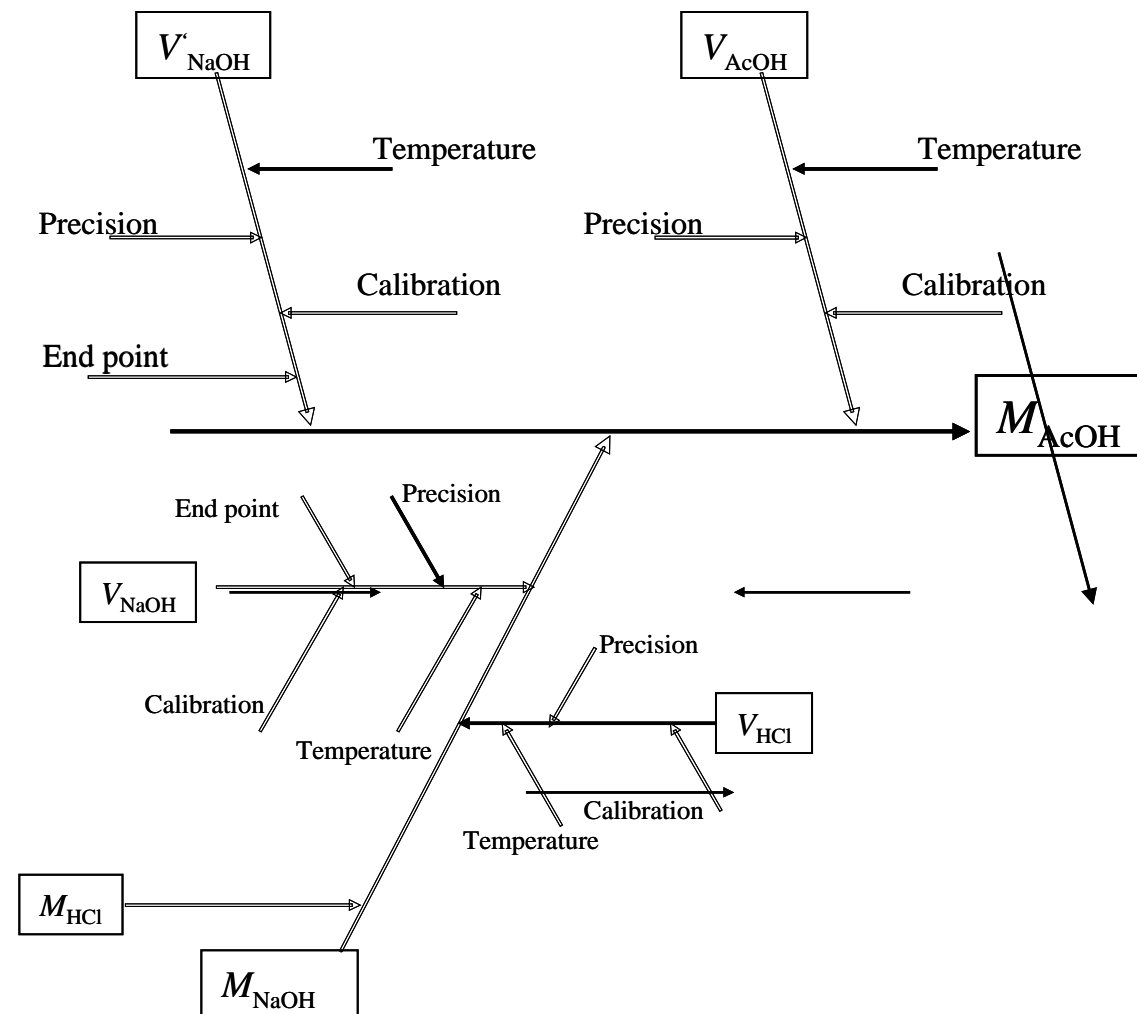 V‘NaOH
VAcOH
Temperature
Temperature
Precision
Precision
Calibration
Calibration
End point
MAcOH
Precision
End point
VNaOH
Precision
Calibration
VHCl
Temperature
Calibration
Temperature
MHCl
MNaOH